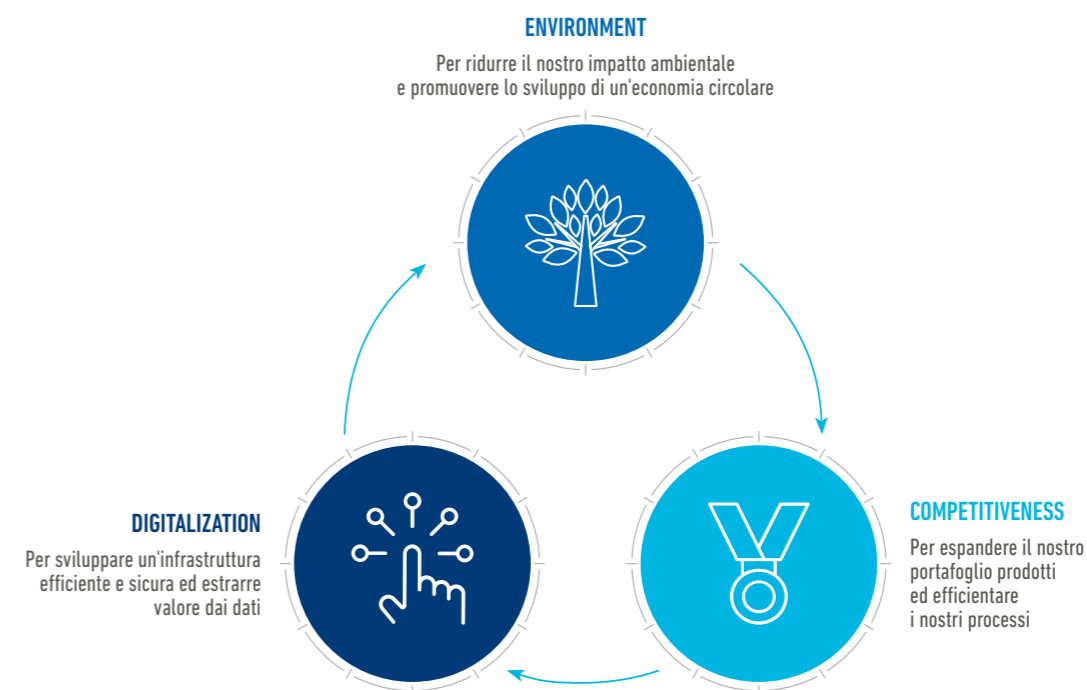 ENVIRONMENT
Per ridurre il nostro impatto ambientale
e promuovere lo sviluppo di un'economia circolare
DIGITALIZATION
Per sviluppare un'infrastruttura
efficiente e sicura ed estrarre
valore dai dati
COMPETITIVENESS
Per espandere il nostro
portafoglio prodotti
ed efficientare
i nostri processi